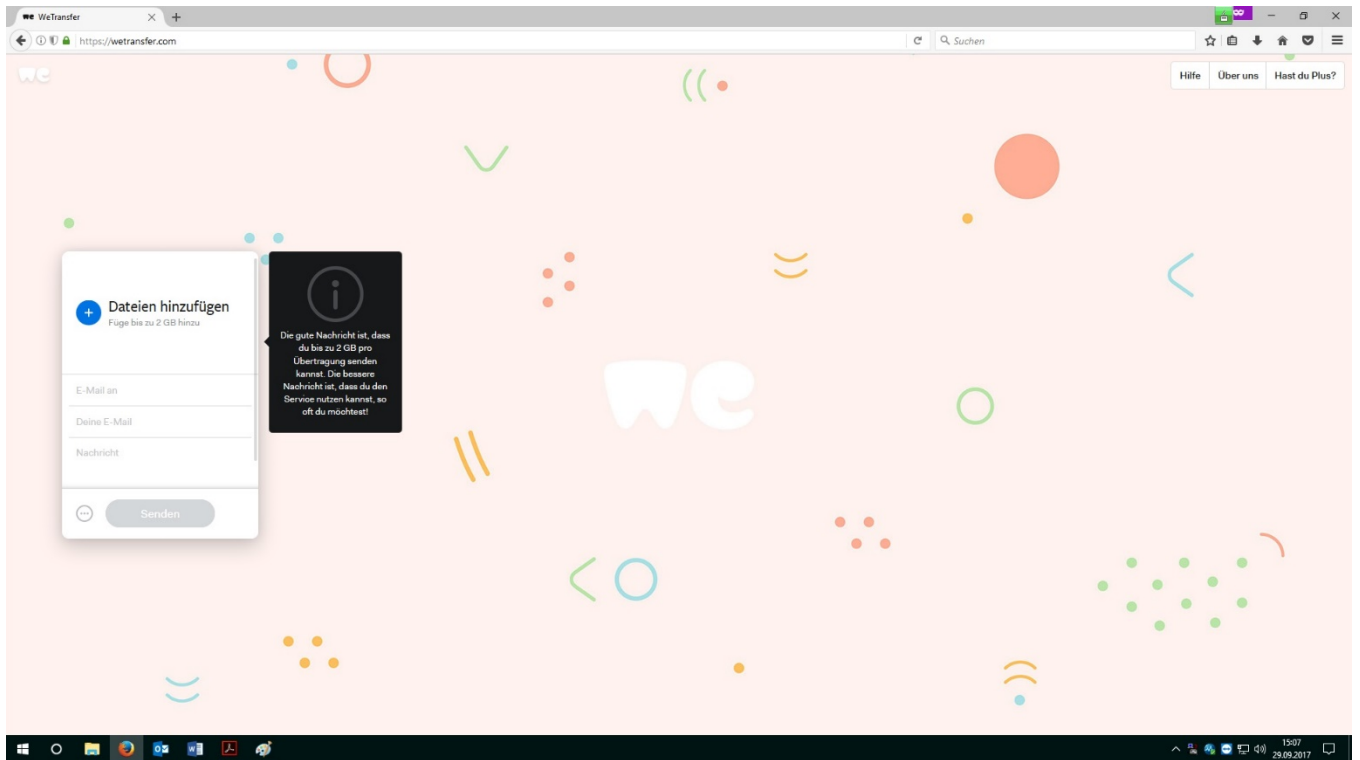 we WeTransfer
https://wetransfer.com
Suchen
we
Hilfe Über uns Hast du Plus?
Dateien hinzufügen
Füge bis zu 2 GB hinzu
E-Mail an
Deine E-Mail
Nachricht
Senden
Die gute Nachricht ist, dass
du bis zu 2 GB pro
Übertragung senden
kannst. Die bessere
Nachricht ist, dass du den
Service nutzen kannst, so
oft du möchtest!
we
15:07
29.09.2017